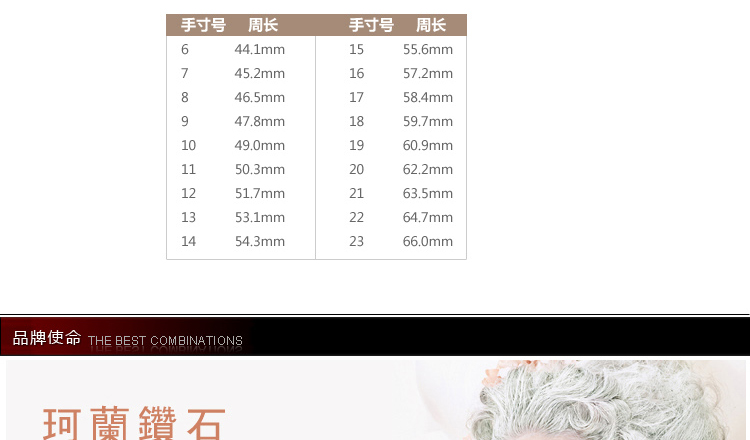 手寸号 周长 手寸号 周长
6 44.1mm 15 55.6mm
7 45.2mm 16 57.2mm
8 46.5mm 17 58.4mm
9 47.8mm 18 59.7mm
10 49.0mm 19 60.9mm
11 50.3mm 20 62.2mm
12 51.7mm 21 63.5mm
13 53.1mm 22 64.7mm
14 54.3mm 23 66.0mm
品牌使命 THE BEST COMBINATIONS
珂蘭鑽石